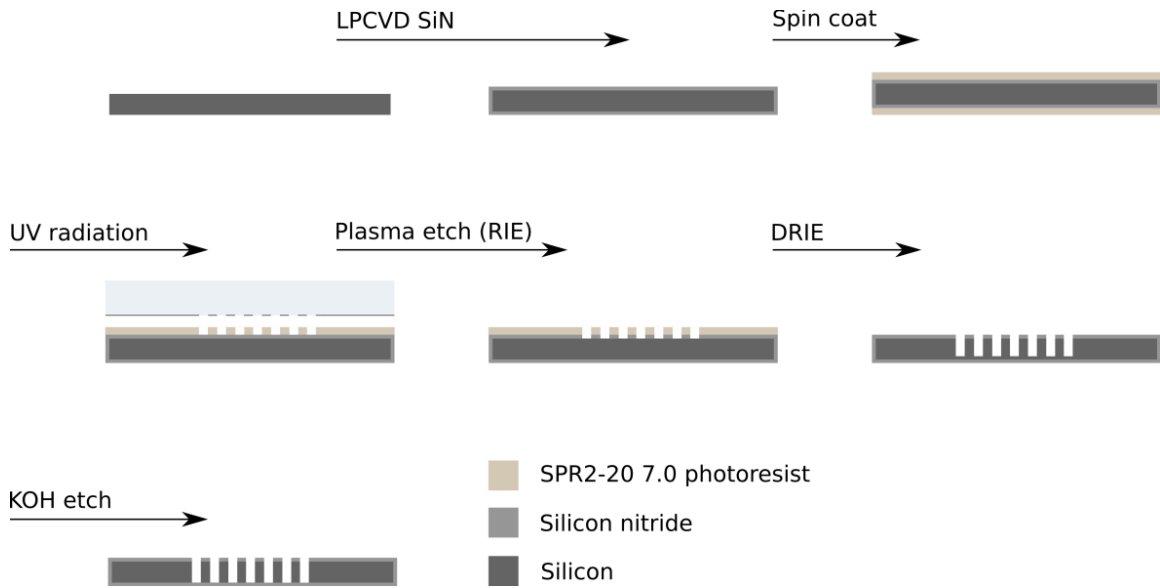 LPCVD SiN
Spin coat
UV radiation
Plasma etch (RIE)
DRIE
KOH etch
SPR2-20 7.0 photoresist
Silicon nitride
Silicon